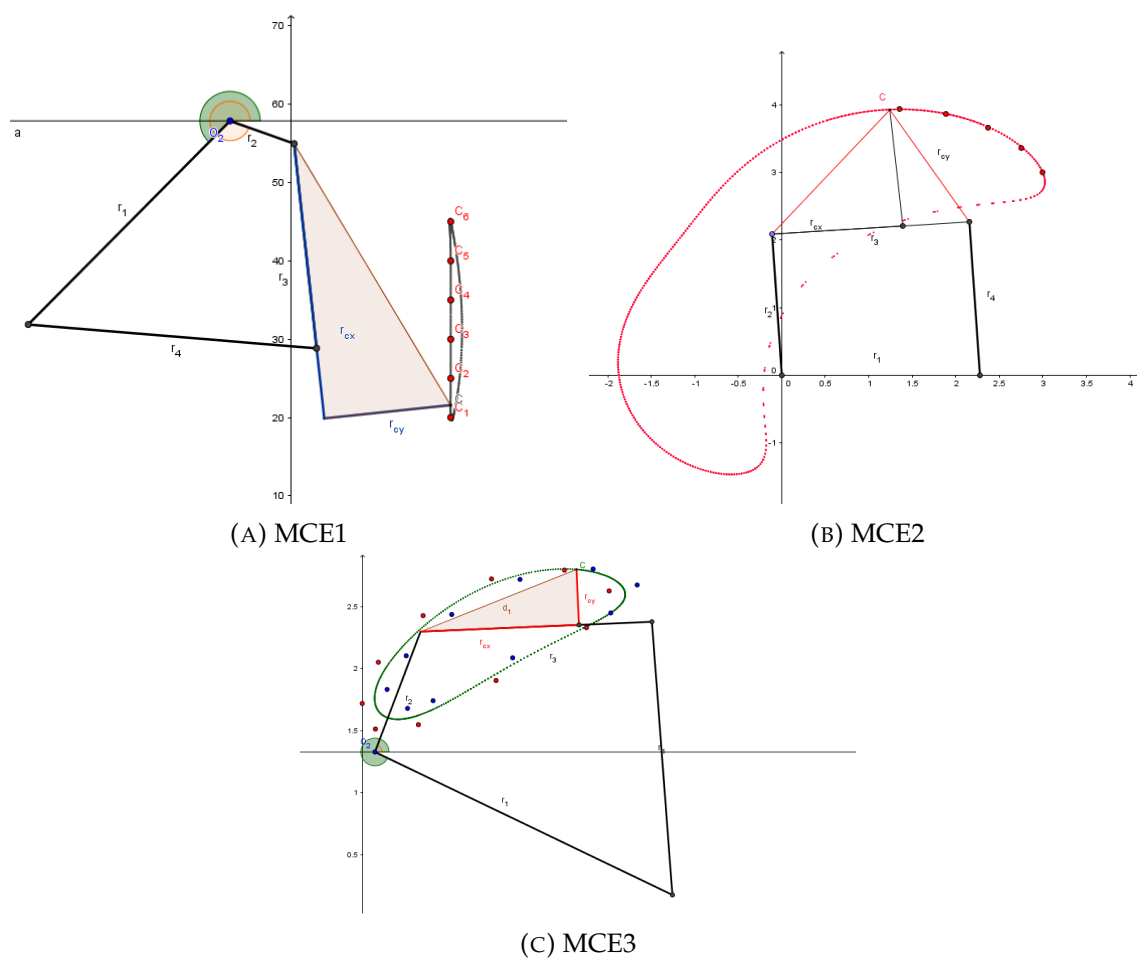 70
60
a
O2
r2
50
r1
C6
C5
40
r3
C4
rcx
C3
30
r4
C2
C
C1
20
rcy
10
(A) MCE1
4
C
rcy
3
rcx
r3
2
r2
1
r4
r1
0
-2 -1.5 -1 -0.5 0 0.5 1 1.5 2 2.5 3 3.5 4
-1
(B) MCE2
C
2.5
d1
rcy
rcx
r3
2
r2
1.5
O2
r1
1
0.5
(C) MCE3